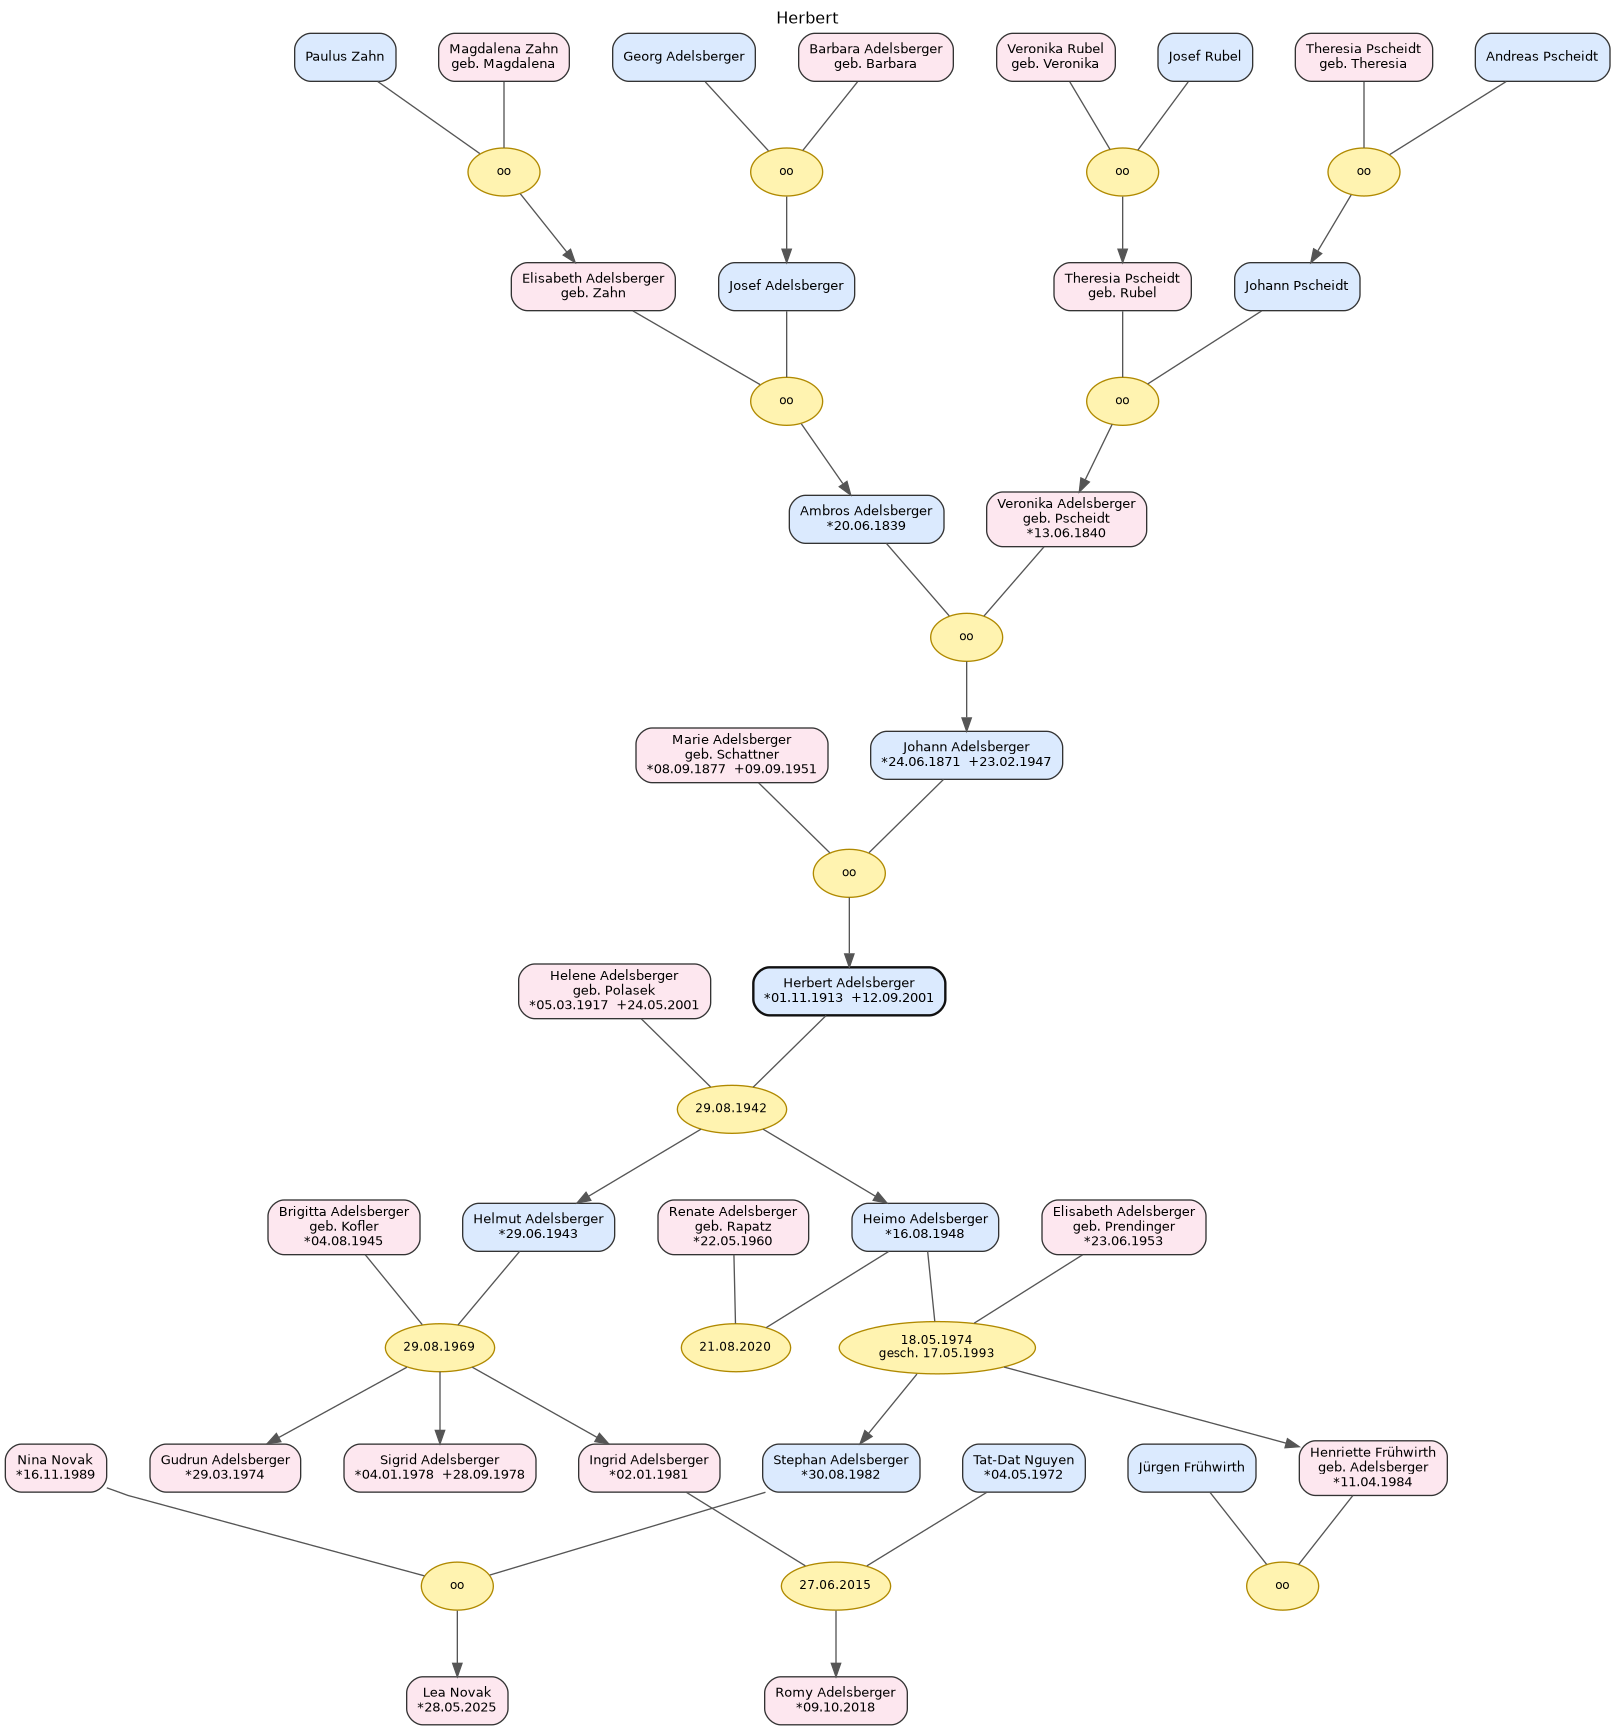 Herbert
Paulus Zahn
Magdalena Zahn
geb. Magdalena
Georg Adelsberger
Barbara Adelsberger
geb. Barbara
Veronika Rubel
geb. Veronika
Josef Rubel
Theresia Pscheidt
geb. Theresia
Andreas Pscheidt
oo
oo
oo
oo
Elisabeth Adelsberger
geb. Zahn
Josef Adelsberger
Theresia Pscheidt
geb. Rubel
Johann Pscheidt
oo
oo
Ambros Adelsberger
*20.06.1839
Veronika Adelsberger
geb. Pscheidt
*13.06.1840
oo
Marie Adelsberger
geb. Schattner
*08.09.1877  +09.09.1951
Johann Adelsberger
*24.06.1871  +23.02.1947
oo
Helene Adelsberger
geb. Polasek
*05.03.1917  +24.05.2001
Herbert Adelsberger
*01.11.1913  +12.09.2001
29.08.1942
Brigitta Adelsberger
geb. Kofler
*04.08.1945
Helmut Adelsberger
*29.06.1943
Renate Adelsberger
geb. Rapatz
*22.05.1960
Heimo Adelsberger
*16.08.1948
Elisabeth Adelsberger
geb. Prendinger
*23.06.1953
29.08.1969
21.08.2020
18.05.1974
gesch. 17.05.1993
Nina Novak
*16.11.1989
Gudrun Adelsberger
*29.03.1974
Sigrid Adelsberger
*04.01.1978  +28.09.1978
Ingrid Adelsberger
*02.01.1981
Stephan Adelsberger
*30.08.1982
Tat-Dat Nguyen
*04.05.1972
Jürgen Frühwirth
Henriette Frühwirth
geb. Adelsberger
*11.04.1984
oo
27.06.2015
oo
Lea Novak
*28.05.2025
Romy Adelsberger
*09.10.2018